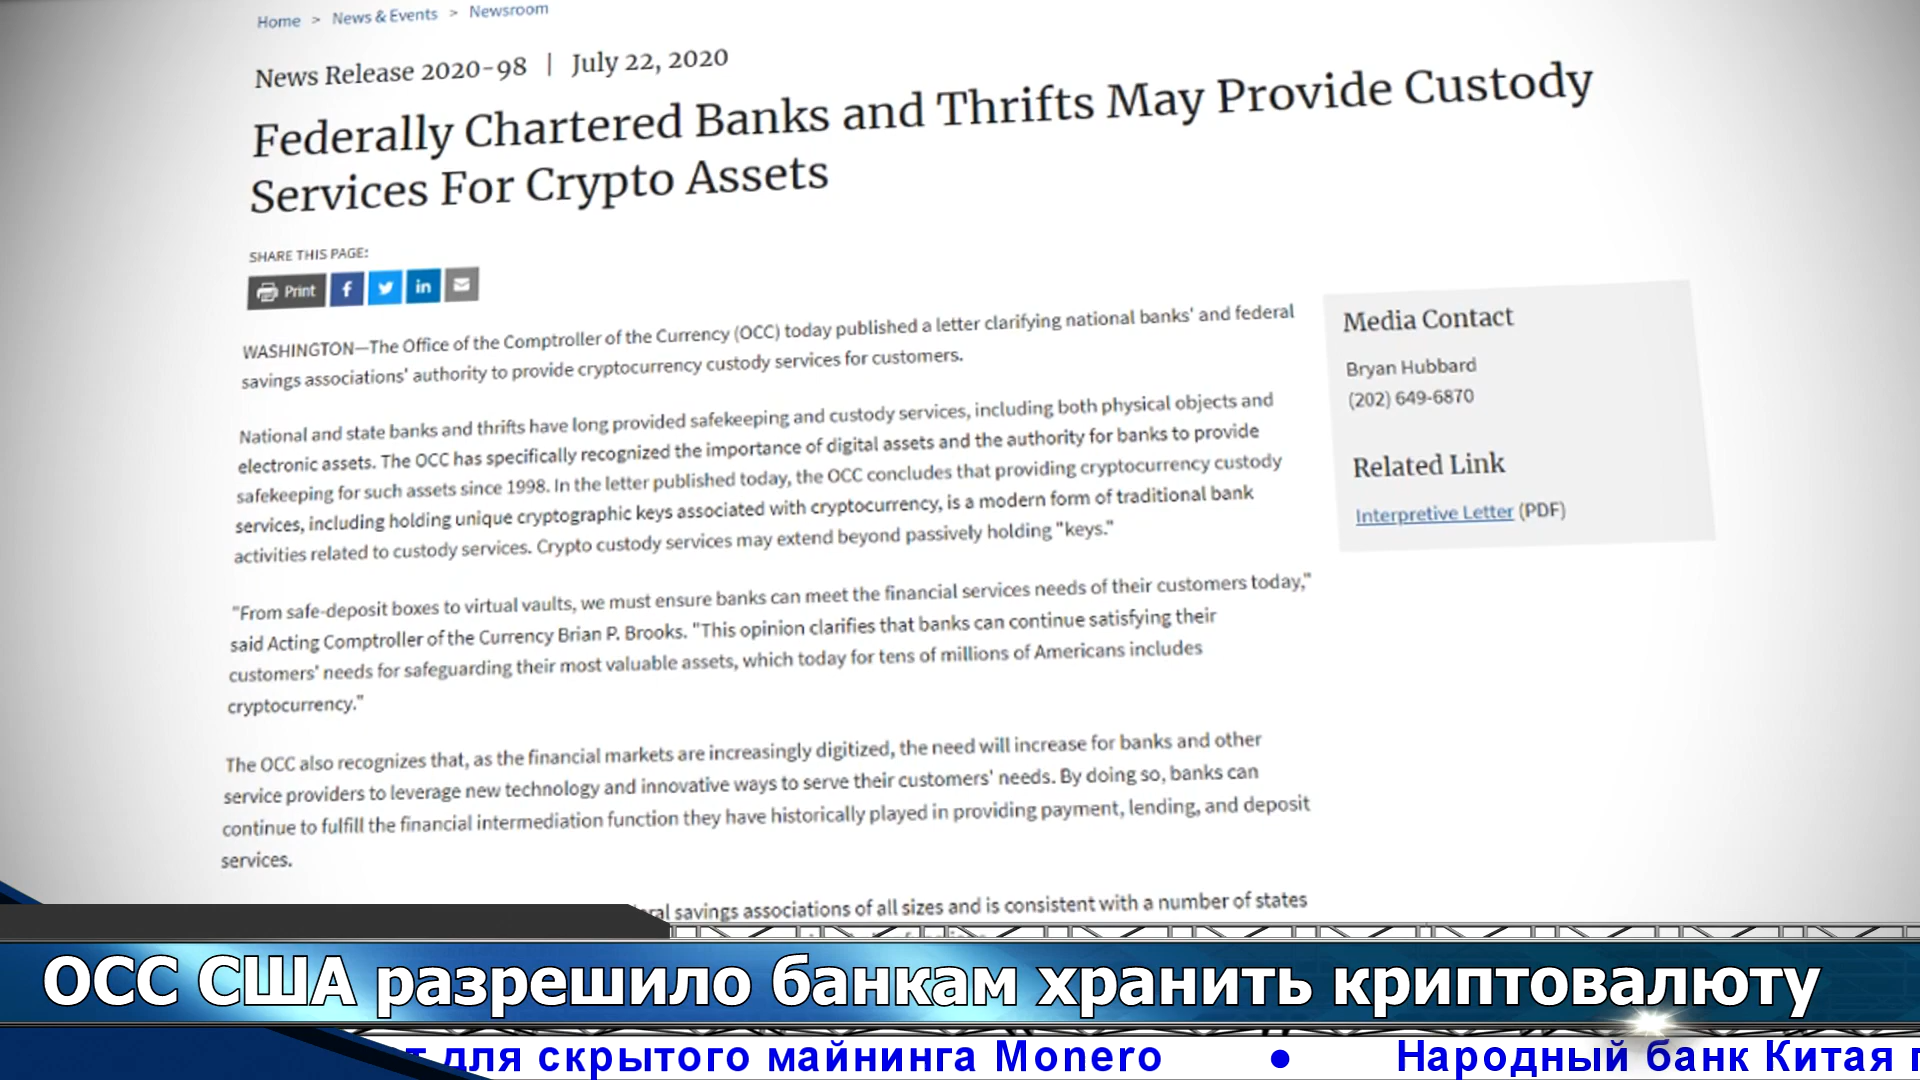 Home > News & Events > Newsroom
News Release 2020-98 | July 22, 2020
Federally Chartered Banks and Thrifts May Provide Custody
Services For Crypto Assets
SHARE THIS PAGE:
Print
Media Contact
Bryan Hubbard
(202) 649-6870
Related Link
Interpretive Letter (PDF)
WASHINGTON—The Office of the Comptroller of the Currency (OCC) today published a letter clarifying national banks' and federal
savings associations' authority to provide cryptocurrency custody services for customers.
National and state banks and thrifts have long provided safekeeping and custody services, including both physical objects and
electronic assets. The OCC has specifically recognized the importance of digital assets and the authority for banks to provide
safekeeping for such assets since 1998. In the letter published today, the OCC concludes that providing cryptocurrency custody
services, including holding unique cryptographic keys associated with cryptocurrency, is a modern form of traditional bank
activities related to custody services. Crypto custody services may extend beyond passively holding "keys."
"From safe-deposit boxes to virtual vaults, we must ensure banks can meet the financial services needs of their customers today,"
said Acting Comptroller of the Currency Brian P. Brooks. "This opinion clarifies that banks can continue satisfying their
customers' needs for safeguarding their most valuable assets, which today for tens of millions of Americans includes
cryptocurrency."
The OCC also recognizes that, as the financial markets are increasingly digitized, the need will increase for banks and other
service providers to leverage new technology and innovative ways to serve their customers' needs. By doing so, banks can
continue to fulfill the financial intermediation function they have historically played in providing payment, lending, and deposit
services.
savings associations of all sizes and is consistent with a number of states
ОСС США разрешило банкам хранить криптовалюту
для скрытого майнинга Monero ● Народный банк Китая